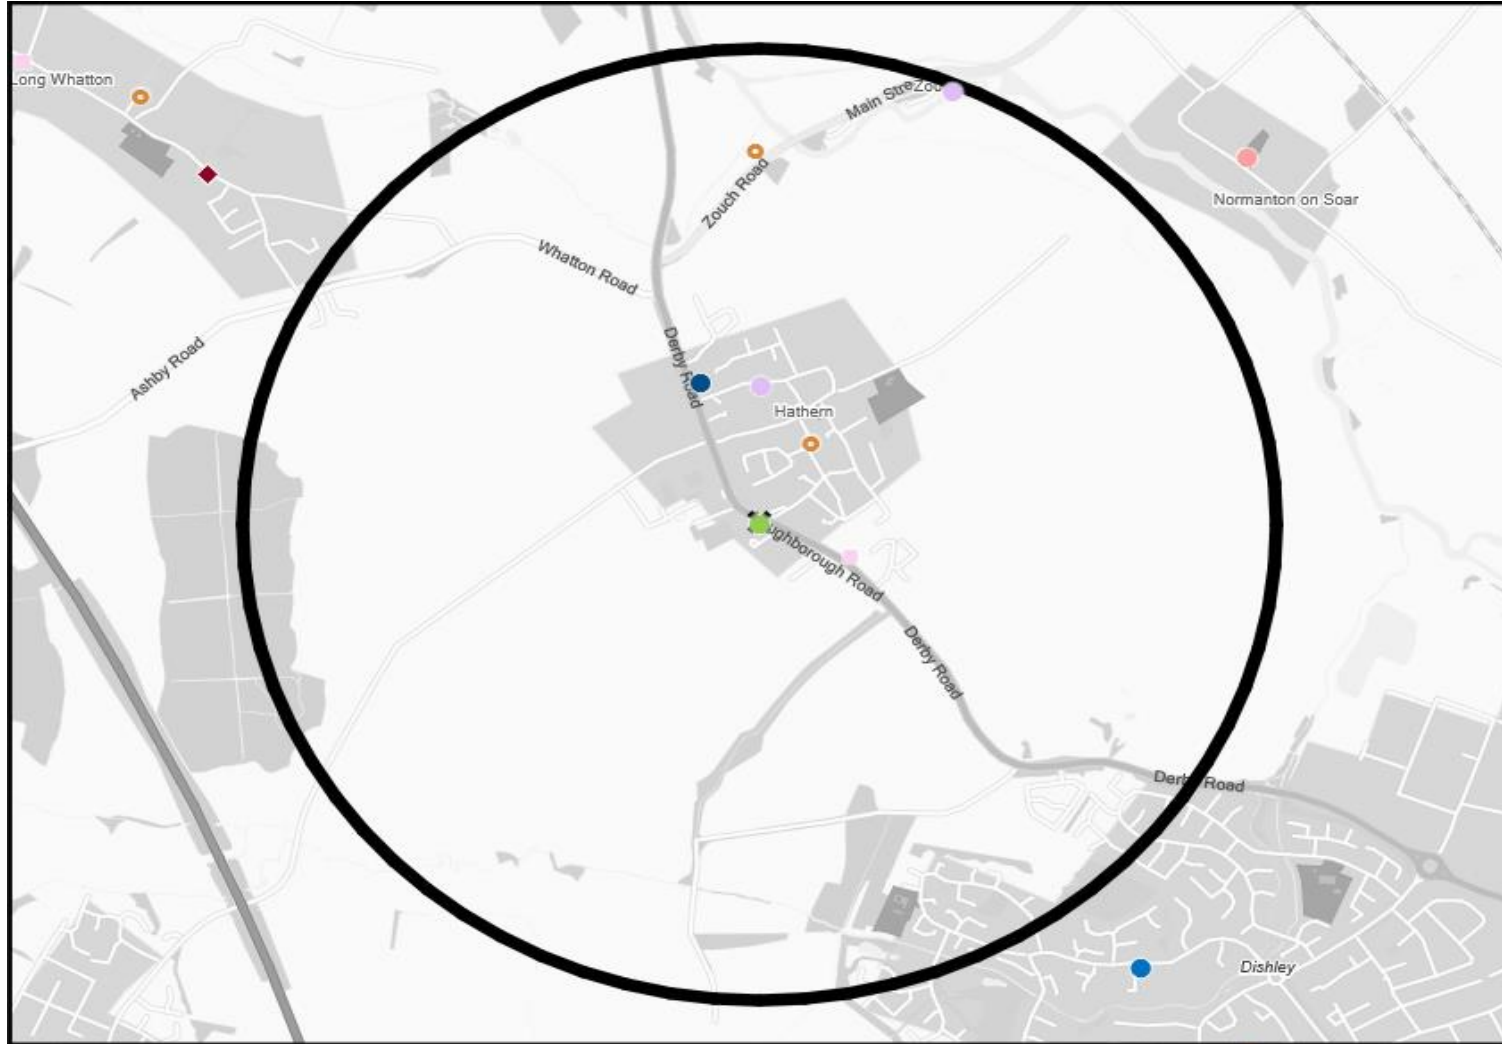 Long Whatton
Main Stre
Zou
Zouch Road
Normanton on Soar
Whatton Road
Ashby Road
Derby Road
Hathern
ughborough Road
Derby Road
Derby Road
Dishley